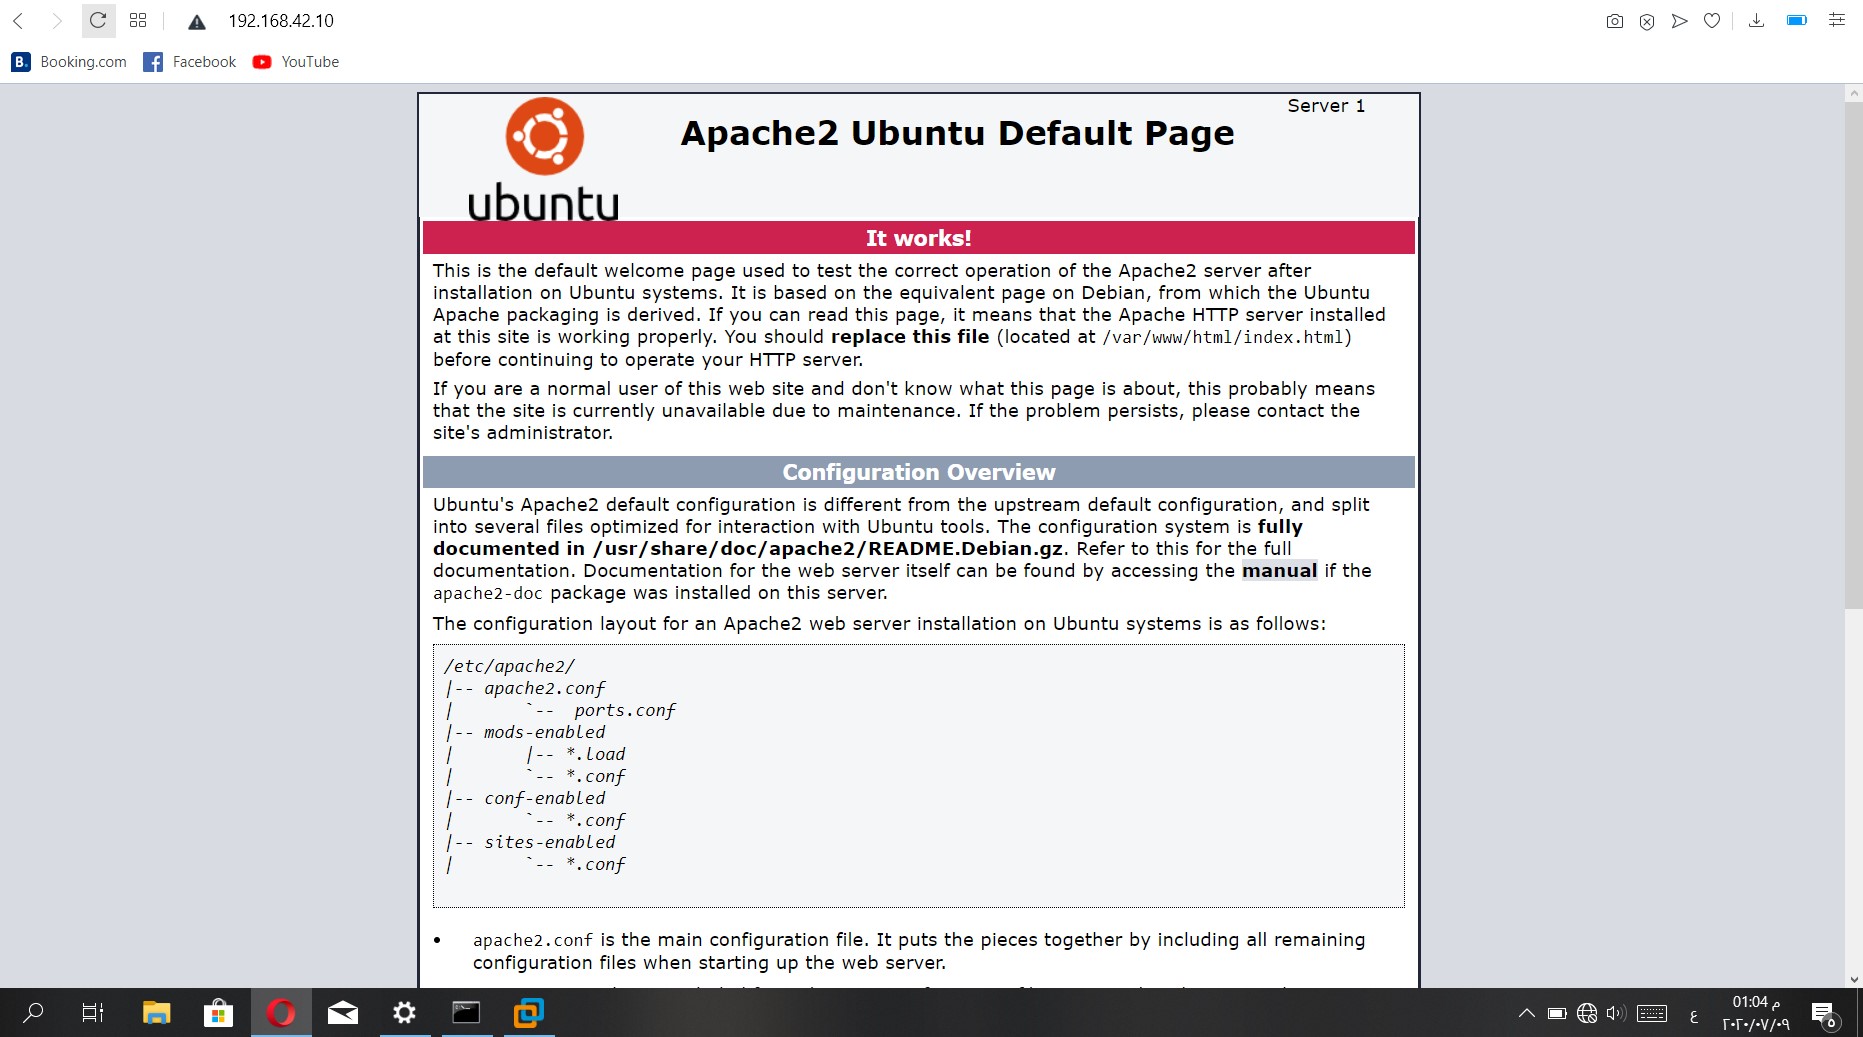 192.168.42.10
Booking.com Facebook YouTube
Server 1
Apache2 Ubuntu Default Page
ubuntu
It works!
This is the default welcome page used to test the correct operation of the Apache2 server after
installation on Ubuntu systems. It is based on the equivalent page on Debian, from which the Ubuntu
Apache packaging is derived. If you can read this page, it means that the Apache HTTP server installed
at this site is working properly. You should replace this file (located at /var/www/html/index.html)
before continuing to operate your HTTP server.
If you are a normal user of this web site and don't know what this page is about, this probably means
that the site is currently unavailable due to maintenance. If the problem persists, please contact the
site's administrator.
Configuration Overview
Ubuntu's Apache2 default configuration is different from the upstream default configuration, and split
into several files optimized for interaction with Ubuntu tools. The configuration system is fully
documented in /usr/share/doc/apache2/README.Debian.gz. Refer to this for the full
documentation. Documentation for the web server itself can be found by accessing the manual if the
apache2-doc package was installed on this server.
The configuration layout for an Apache2 web server installation on Ubuntu systems is as follows:
/etc/apache2/
|-- apache2.conf
|       `--  ports.conf
|-- mods-enabled
|       |-- *.load
|       `-- *.conf
|-- conf-enabled
|       `-- *.conf
|-- sites-enabled
|       `-- *.conf
• apache2.conf is the main configuration file. It puts the pieces together by including all remaining
configuration files when starting up the web server.
01:04 م
ع
٢٠٢٠/٠٧/٠٩
٥